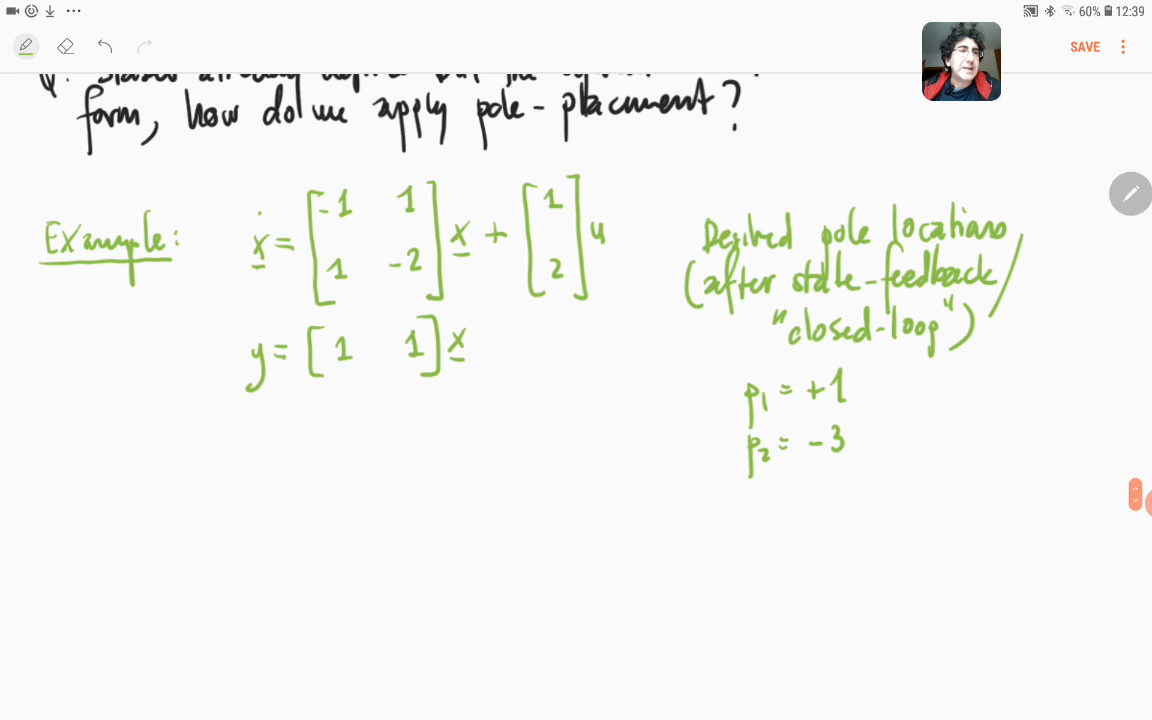 60% 12:39
SAVE
form, how do we apply pole-placment?
Example: ẋ = [-1 1; 1 -2] x + [1; 2] u
y = [1 1] x
Desired pole locations
(after state-feedback/
"closed-loop")
p₁ = +1
p₂ = -3